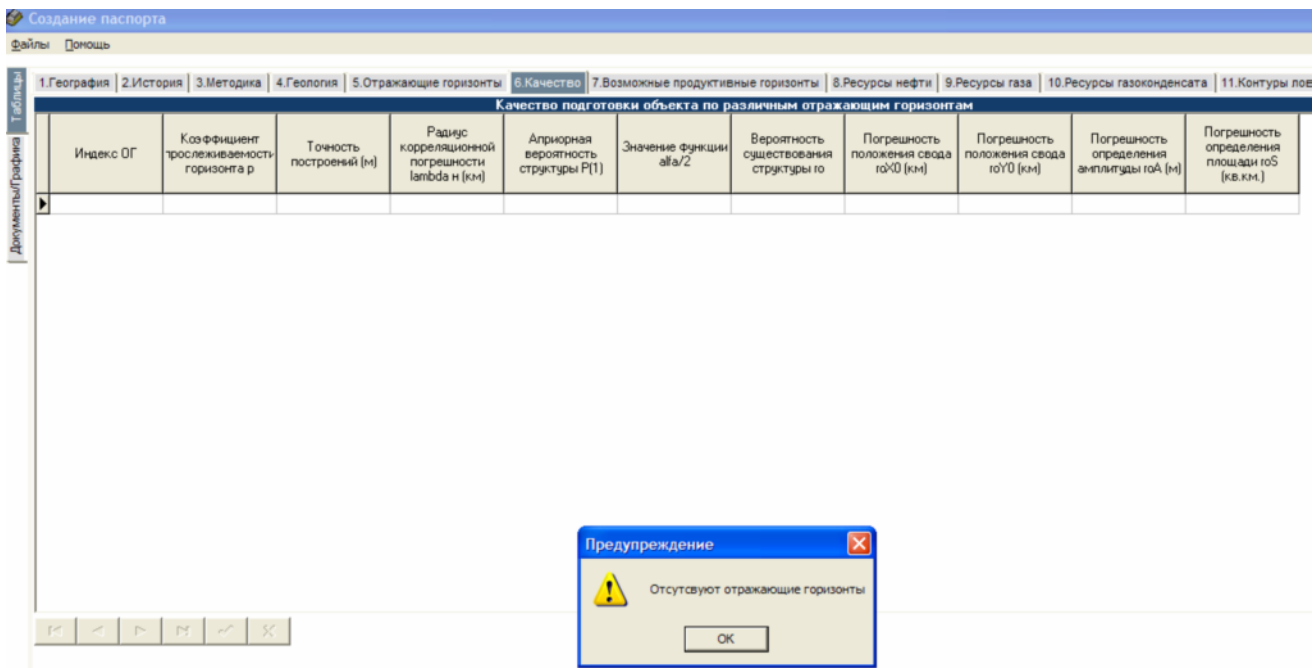 Создание паспорта
Файлы Помощь
Таблицы
Документы/Графика
1.География 2.История 3.Методика 4.Геология 5.Отражающие горизонты 6.Качество 7.Возможные продуктивные горизонты 8.Ресурсы нефти 9.Ресурсы газа 10.Ресурсы газоконденсата 11.Контуры лов
Качество подготовки объекта по различным отражающим горизонтам
Индекс ОГ
Коэффициент
прослеживаемости
горизонта р
Точность
построений (м)
Радиус
корреляционной
погрешности
lambda н (км)
Априорная
вероятность
структуры P(1)
Значение функции
alfa/2
Вероятность
существования
структуры ro
Погрешность
положения свода
roX0 (км)
Погрешность
положения свода
roY0 (км)
Погрешность
определения
амплитуды roA (м)
Погрешность
определения
площади roS
(кв.км.)
Предупреждение
Отсутсвуют отражающие горизонты
OK